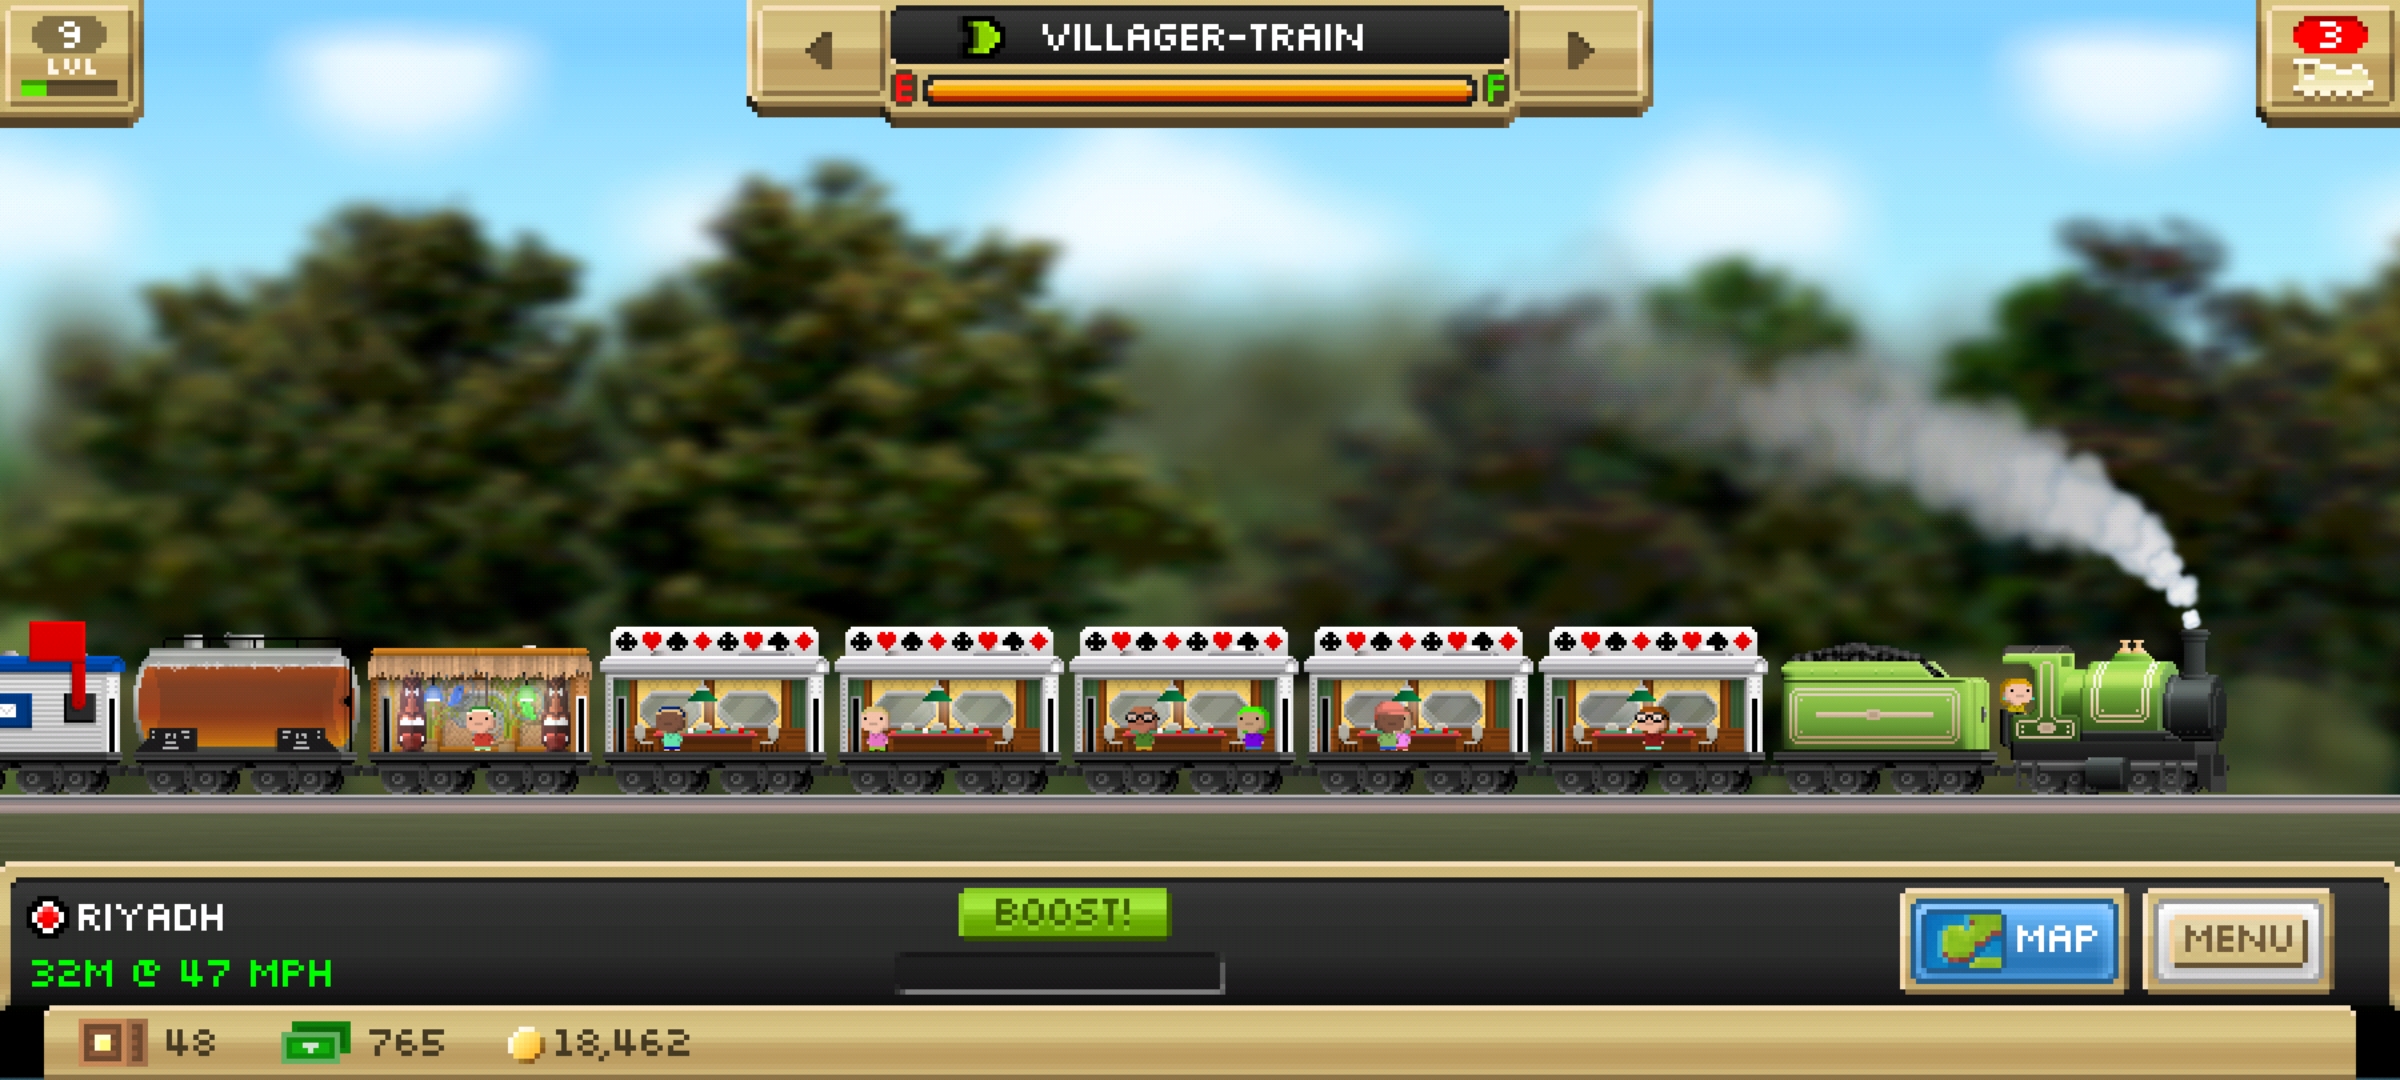 9
LVL
VILLAGER-TRAIN
E F
3
RIYADH
32M @ 47 MPH
BOOST!
MAP
MENU
48
765
18,462